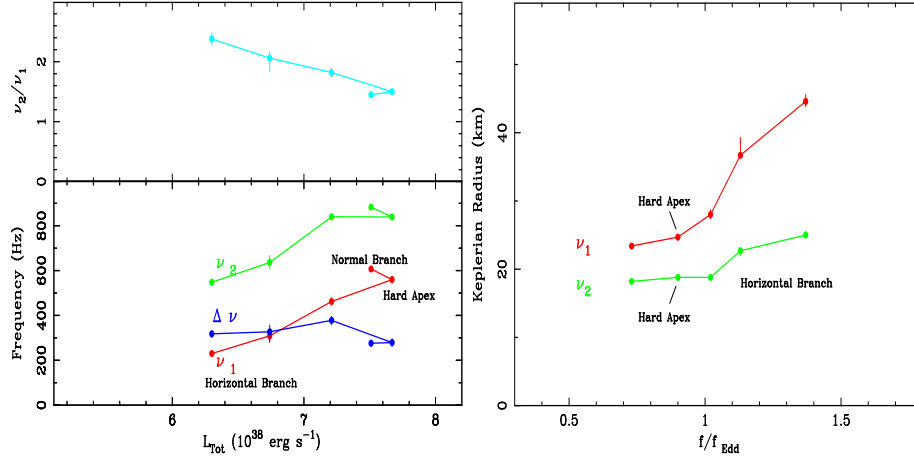 ν2/ν1
2
1
0
Frequency (Hz)
800
600
400
200
0
ν 2
Δ ν
ν 1
Normal Branch
Hard Apex
Horizontal Branch
6
7
8
LTot (10^38 erg s^−1)
Keplerian Radius (km)
40
20
0
ν1
ν2
Hard Apex
Hard Apex
Horizontal Branch
0.5
1
1.5
f/fEdd